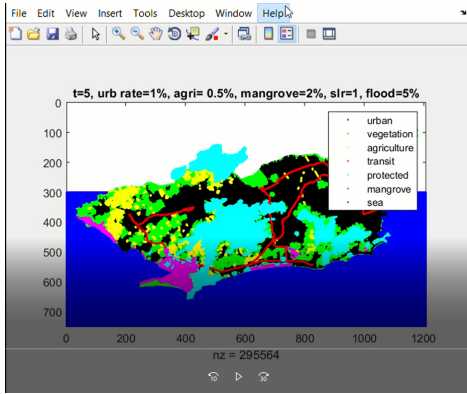 File Edit View Insert Tools Desktop Window Help
t=5, urb rate=1%, agri= 0.5%, mangrove=2%, slr=1, flood=5%
0
100
200
300
400
500
600
700
urban
vegetation
agriculture
transit
protected
mangrove
sea
0 200 400 600 800 1000 1200
nz = 295564
10 30